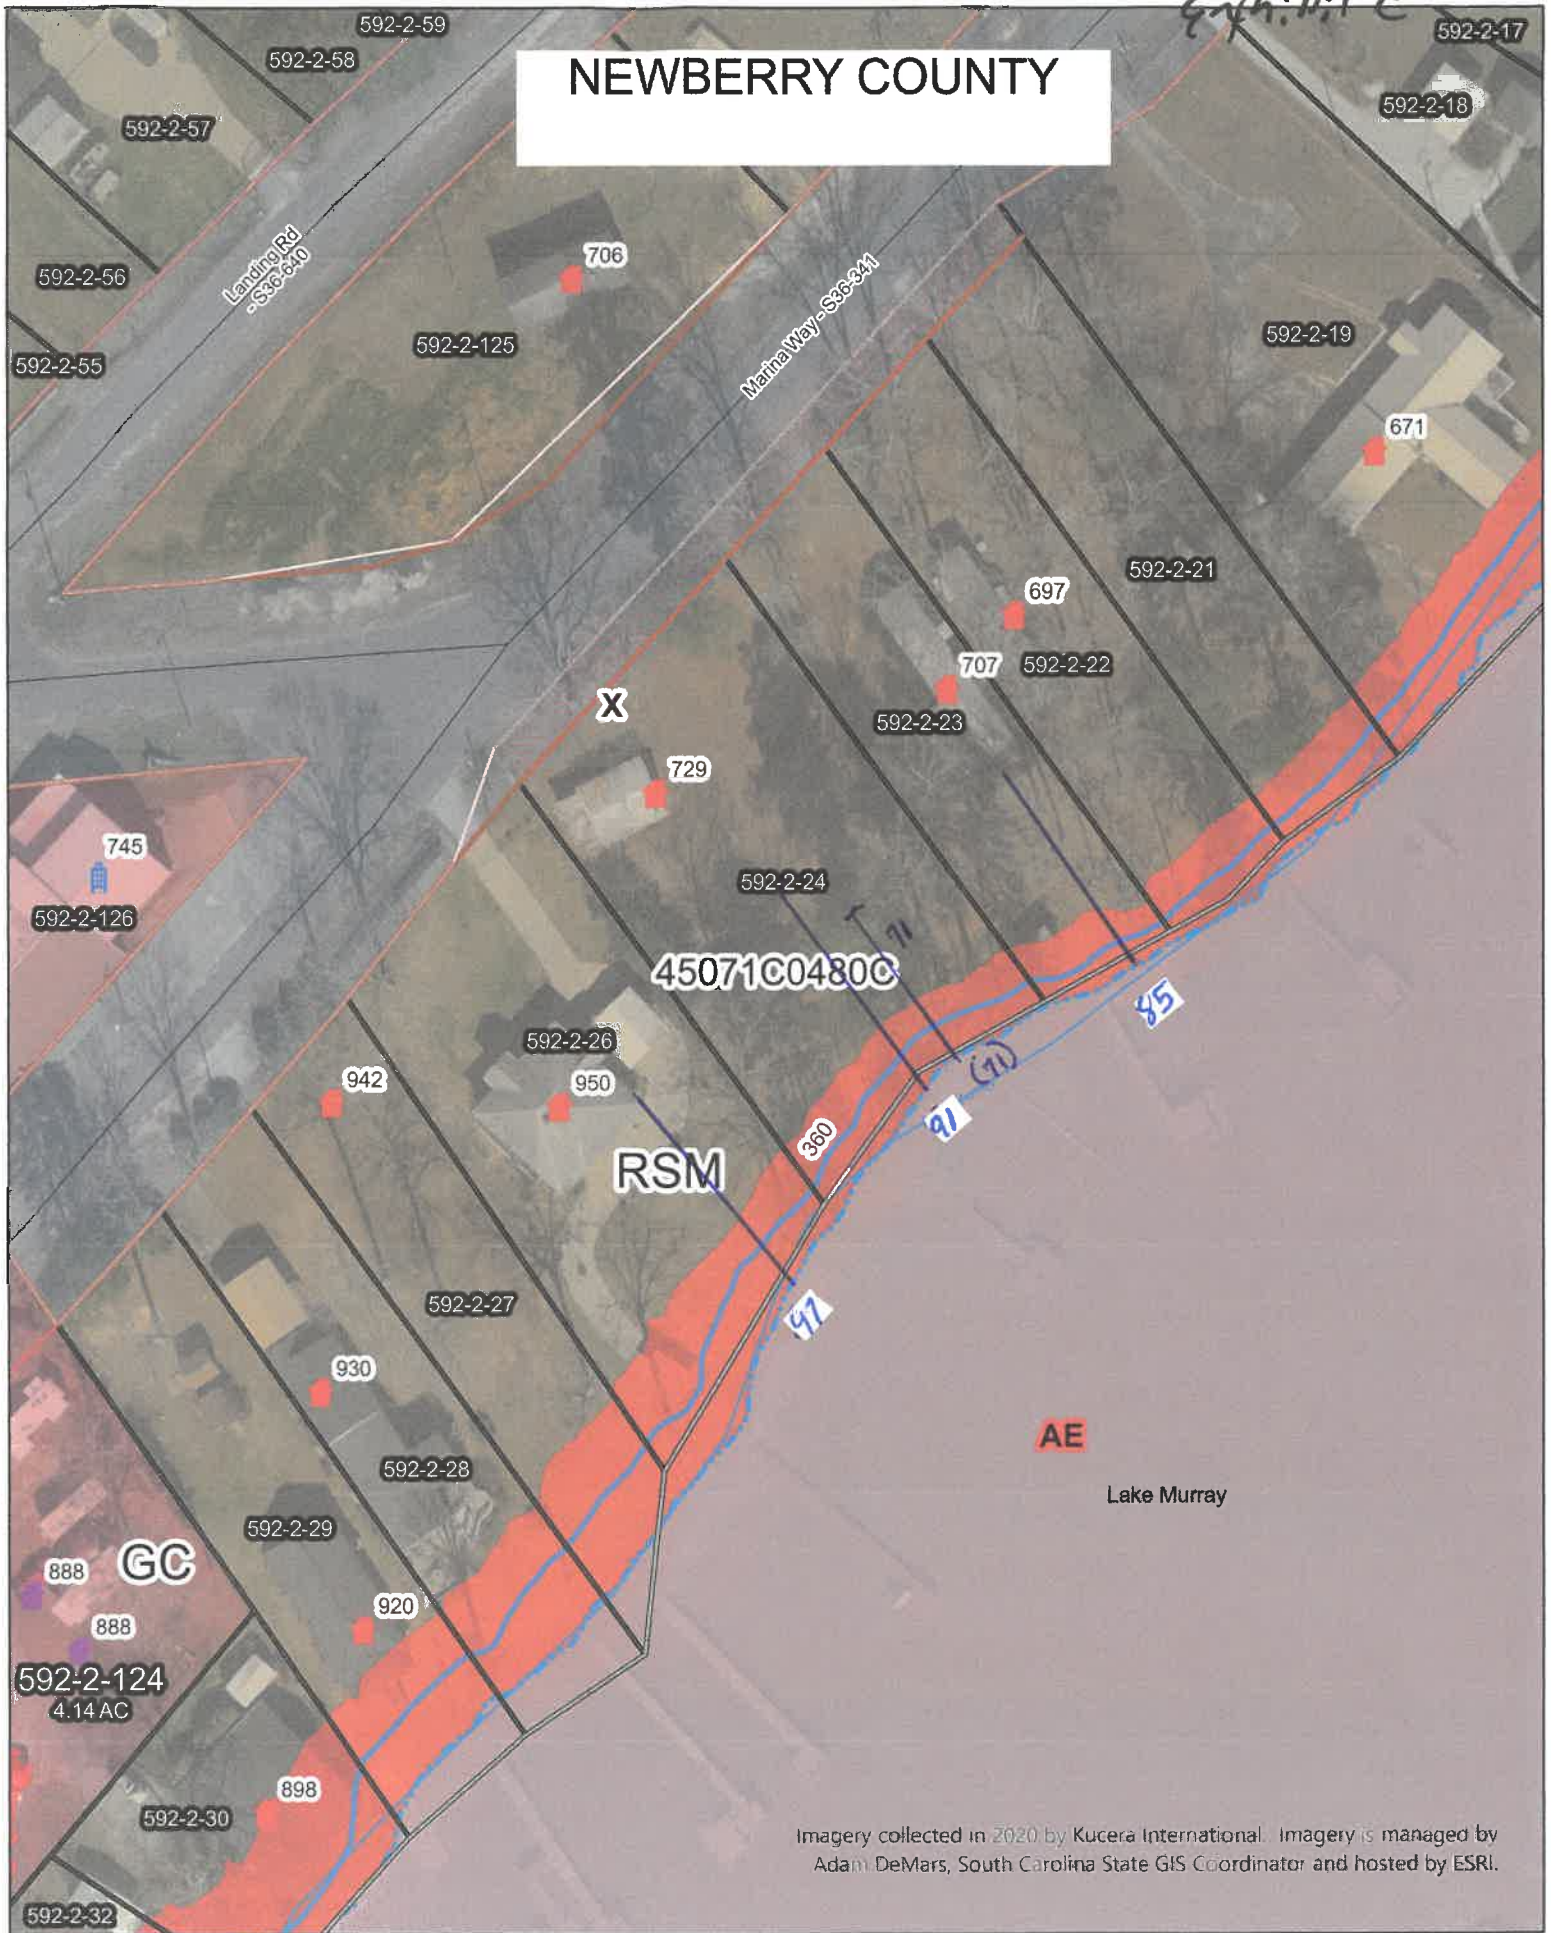 Exhibit C
NEWBERRY COUNTY
592-2-59
592-2-17
592-2-58
592-2-18
592-2-57
706
592-2-56
Landing Rd
- S36-640
592-2-125
Marina Way - S36-341
592-2-19
592-2-55
671
592-2-21
697
707
592-2-22
X
592-2-23
729
745
592-2-24
592-2-126
71
45071C0480C
85
592-2-26
(71)
942
950
91
360
RSM
592-2-27
97
930
AE
592-2-28
Lake Murray
592-2-29
GC
888
920
888
592-2-124
4.14 AC
898
592-2-30
Imagery collected in 2020 by Kucera International. Imagery is managed by
Adam DeMars, South Carolina State GIS Coordinator and hosted by ESRI.
592-2-32